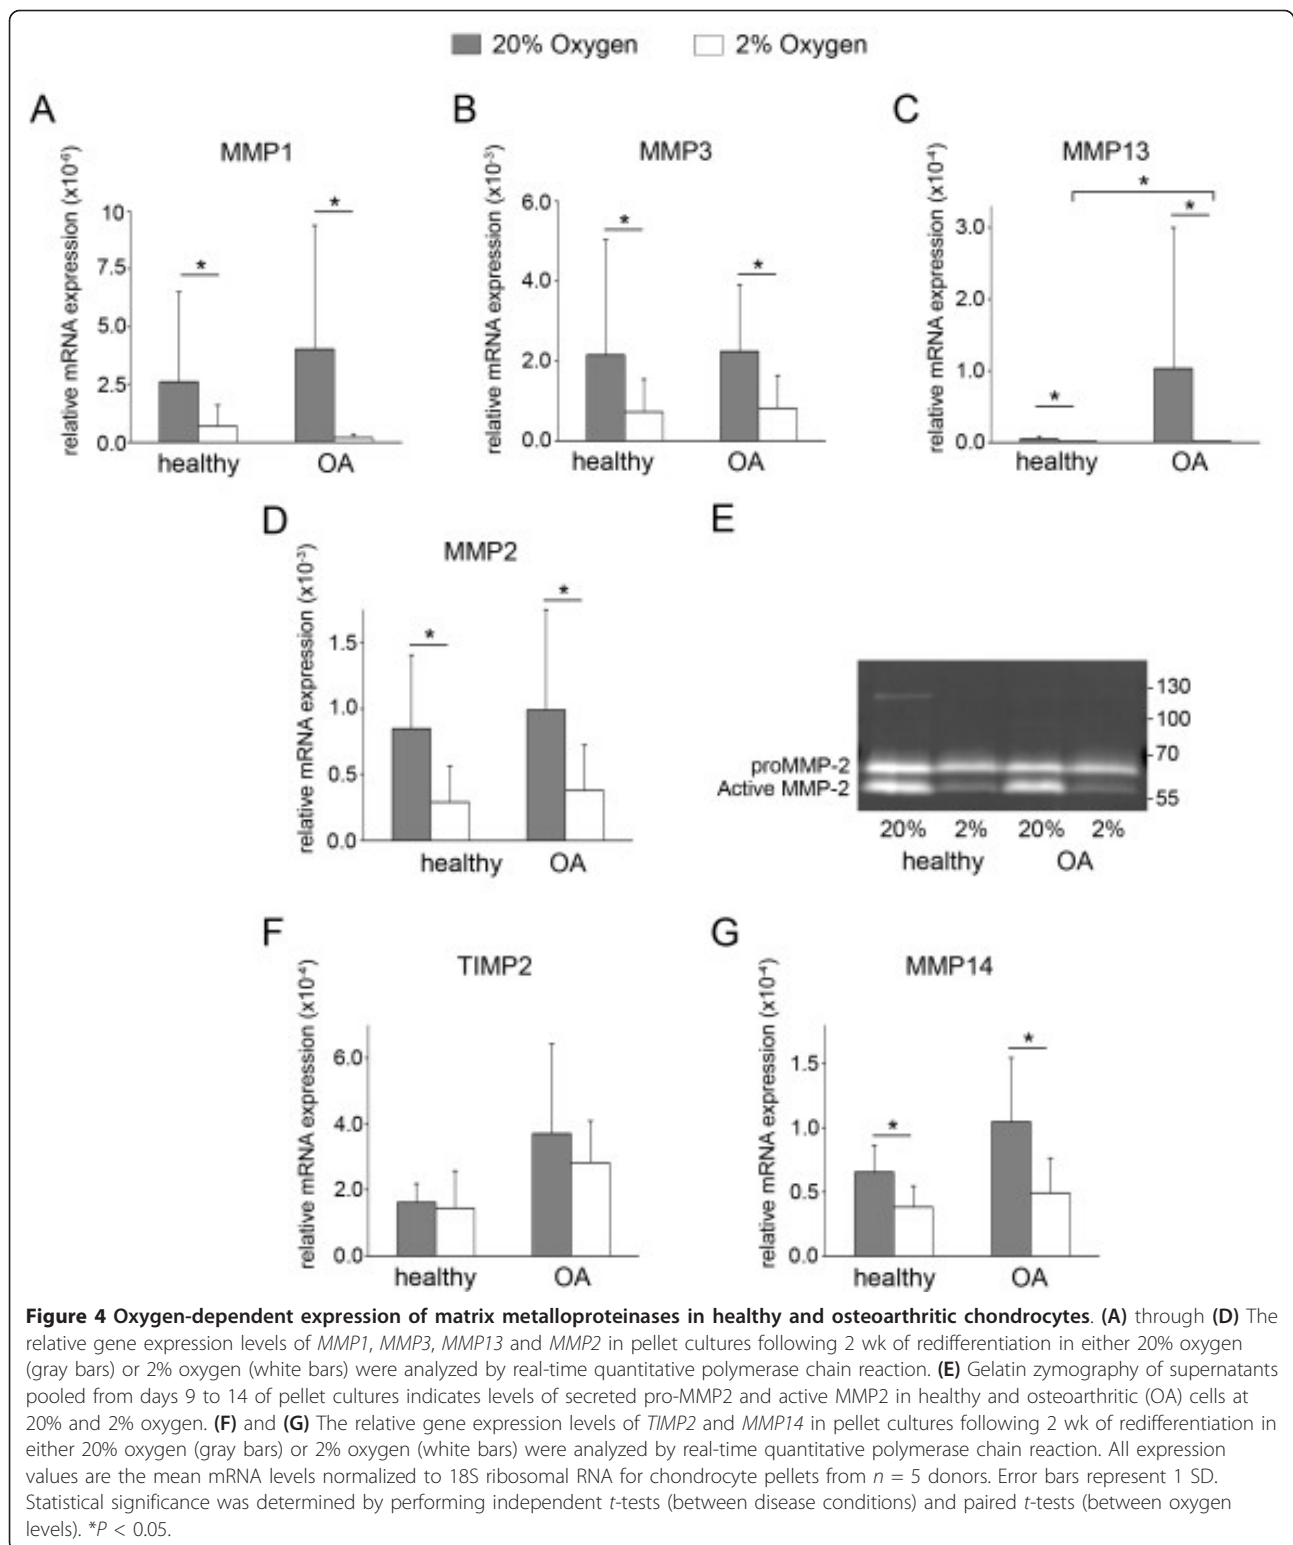 20% Oxygen 2% Oxygen
A B C
MMP1 MMP3 MMP13
relative mRNA expression (x10-6)
10
7.5
5.0
2.5
0.0
* *
healthy OA
relative mRNA expression (x10-3)
6.0
4.0
2.0
0.0
* *
healthy OA
relative mRNA expression (x10-4)
3.0
2.0
1.0
0.0
* * *
healthy OA
D E
MMP2
relative mRNA expression (x10-3)
1.5
1.0
0.5
0.0
* *
healthy OA
proMMP-2
Active MMP-2
130
100
70
55
20% 2% 20% 2%
healthy OA
F G
TIMP2 MMP14
relative mRNA expression (x10-4)
6.0
4.0
2.0
0.0
healthy OA
relative mRNA expression (x10-4)
1.5
1.0
0.5
0.0
* *
healthy OA
Figure 4 Oxygen-dependent expression of matrix metalloproteinases in healthy and osteoarthritic chondrocytes. (A) through (D) The
relative gene expression levels of MMP1, MMP3, MMP13 and MMP2 in pellet cultures following 2 wk of redifferentiation in either 20% oxygen
(gray bars) or 2% oxygen (white bars) were analyzed by real-time quantitative polymerase chain reaction. (E) Gelatin zymography of supernatants
pooled from days 9 to 14 of pellet cultures indicates levels of secreted pro-MMP2 and active MMP2 in healthy and osteoarthritic (OA) cells at
20% and 2% oxygen. (F) and (G) The relative gene expression levels of TIMP2 and MMP14 in pellet cultures following 2 wk of redifferentiation in
either 20% oxygen (gray bars) or 2% oxygen (white bars) were analyzed by real-time quantitative polymerase chain reaction. All expression
values are the mean mRNA levels normalized to 18S ribosomal RNA for chondrocyte pellets from n = 5 donors. Error bars represent 1 SD.
Statistical significance was determined by performing independent t-tests (between disease conditions) and paired t-tests (between oxygen
levels). *P < 0.05.